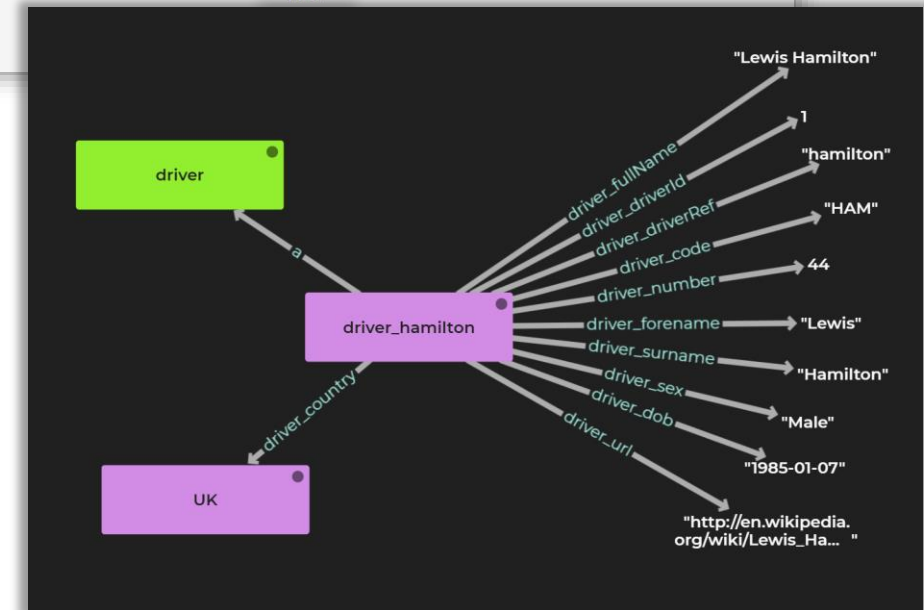 "Lewis Hamilton"
driver_fullName
1
driver_driverId
"hamilton"
driver_driverRef
"HAM"
driver_code
44
driver_number
driver
a
driver_hamilton
driver_forename
"Lewis"
driver_surname
"Hamilton"
driver_sex
"Male"
driver_dob
"1985-01-07"
driver_url
"http://en.wikipedia.
org/wiki/Lewis_Ha... "
driver_country
UK